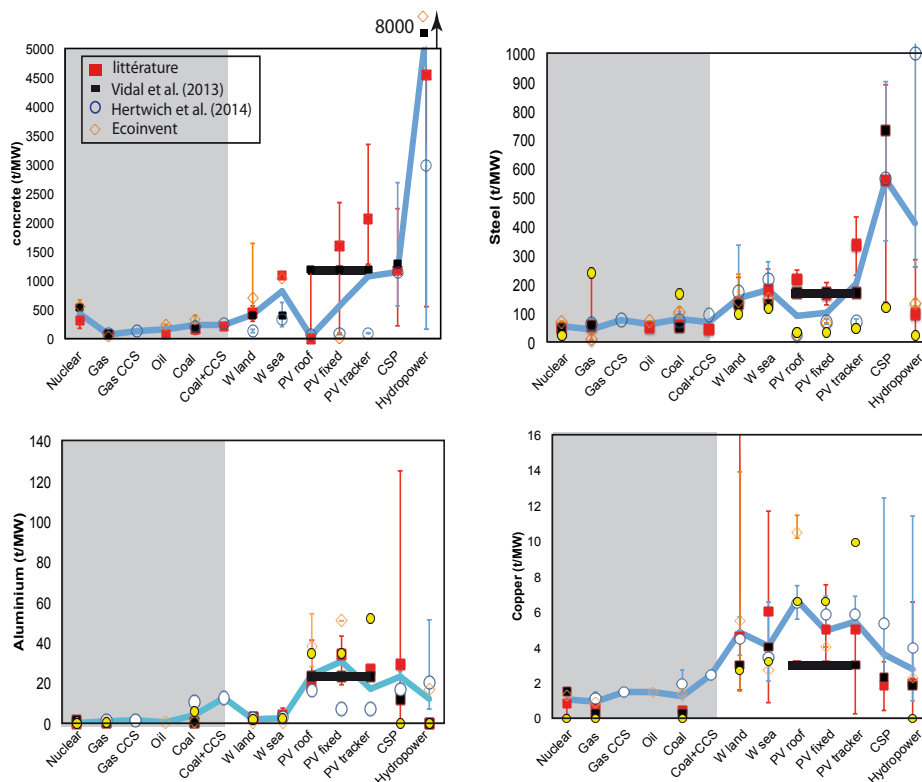 8000
5000
4500
4000
3500
3000
2500
2000
1500
1000
500
0
concrete (t/MW)
littérature
Vidal et al. (2013)
Hertwich et al. (2014)
Ecoinvent
Nuclear
Gas
Gas CCS
Oil
Coal
Coal+CCS
W land
W sea
PV roof
PV fixed
PV tracker
CSP
Hydropower
1000
900
800
700
600
500
400
300
200
100
0
Steel (t/MW)
Nuclear
Gas
Gas CCS
Oil
Coal
Coal+CCS
W land
W sea
PV roof
PV fixed
PV tracker
CSP
Hydropower
140
120
100
80
60
40
20
0
Aluminium (t/MW)
Nuclear
Gas
Gas CCS
Oil
Coal
Coal+CCS
W land
W sea
PV roof
PV fixed
PV tracker
CSP
Hydropower
16
14
12
10
8
6
4
2
0
Copper (t/MW)
Nuclear
Gas
Gas CCS
Oil
Coal
Coal+CCS
W land
W sea
PV roof
PV fixed
PV tracker
CSP
Hydropower